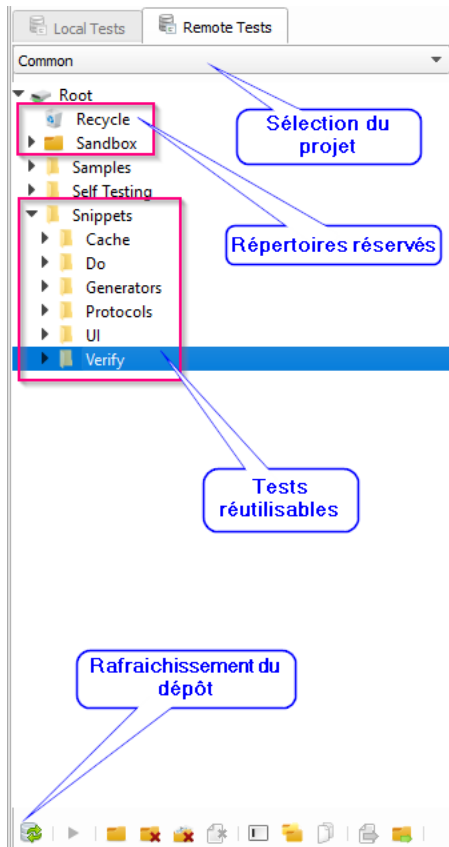 Local Tests
Remote Tests
Common
Root
Recycle
Sandbox
Samples
Self Testing
Snippets
Cache
Do
Generators
Protocols
UI
Verify
Sélection du
projet
Répertoires réservés
Tests
réutilisables
Rafraichissement du
dépôt